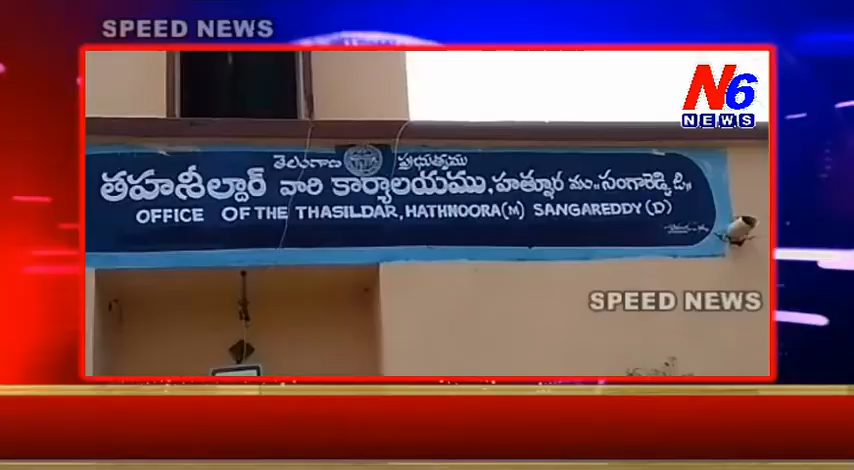 SPEED NEWS
N6
NEWS
తెలంగాణ ప్రభుత్వము
తహశీల్దార్ వారి కార్యాలయము, హత్నూర మం॥ సంగారెడ్డి జి॥
OFFICE OF THE THASILDAR, HATHNOORA(M) SANGAREDDY (D)
SPEED NEWS